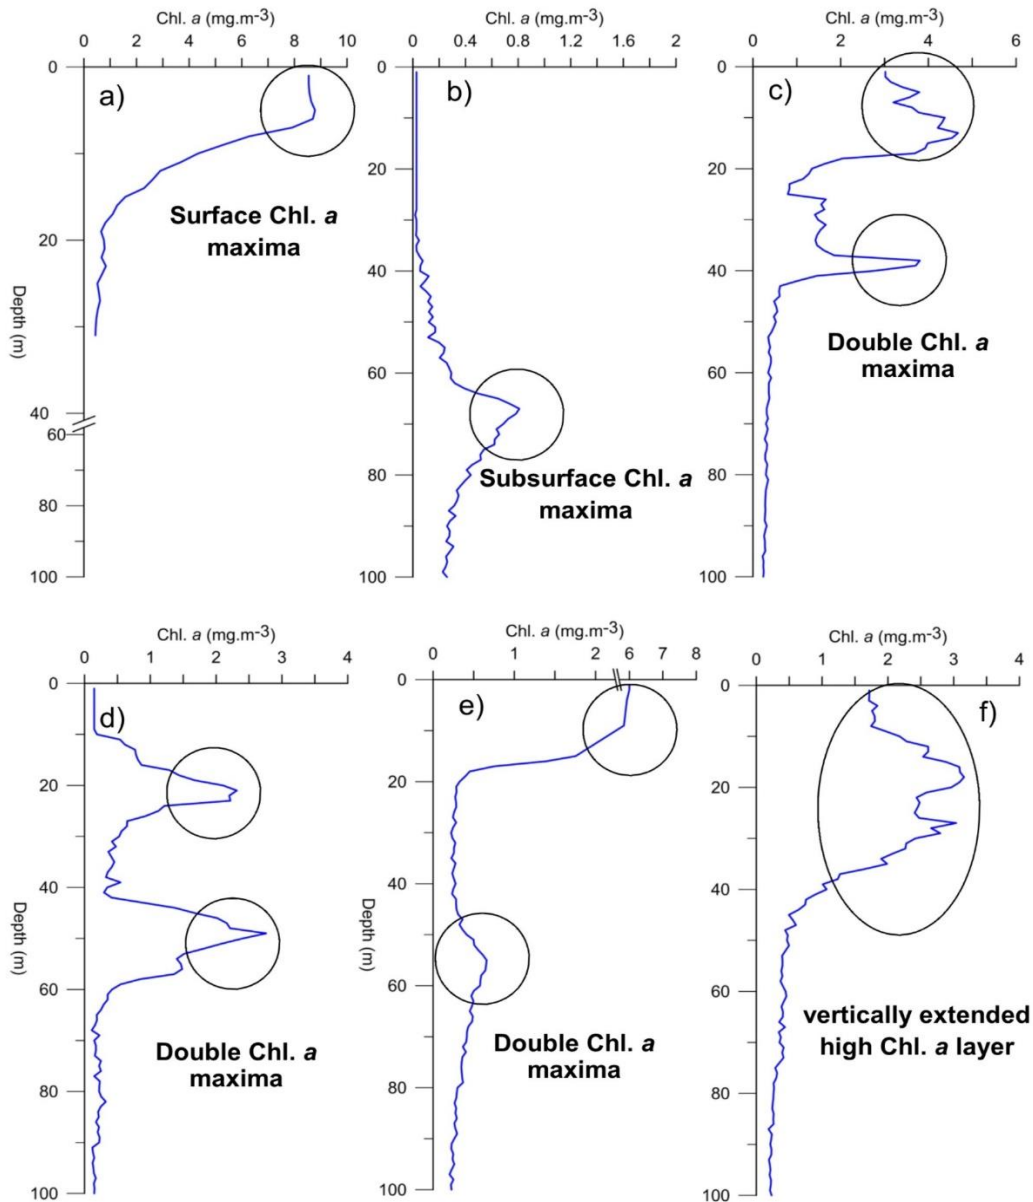 Chl. a (mg.m-3)
0 2 4 6 8 10
0
20
40
60
80
100
Depth (m)
a)
Surface Chl. a
maxima
Chl. a (mg.m-3)
0 0.4 0.8 1.2 1.6 2
0
20
40
60
80
100
b)
Subsurface Chl. a
maxima
Chl. a (mg.m-3)
0 2 4 6
0
20
40
60
80
100
c)
Double Chl. a
maxima
Chl. a (mg.m-3)
0 1 2 3 4
0
20
40
60
80
100
Depth (m)
d)
Double Chl. a
maxima
Chl. a (mg.m-3)
0 1 2 6 7 8
0
20
40
60
80
100
e)
Double Chl. a
maxima
Chl. a (mg.m-3)
0 1 2 3 4
0
20
40
60
80
100
f)
vertically extended
high Chl. a layer